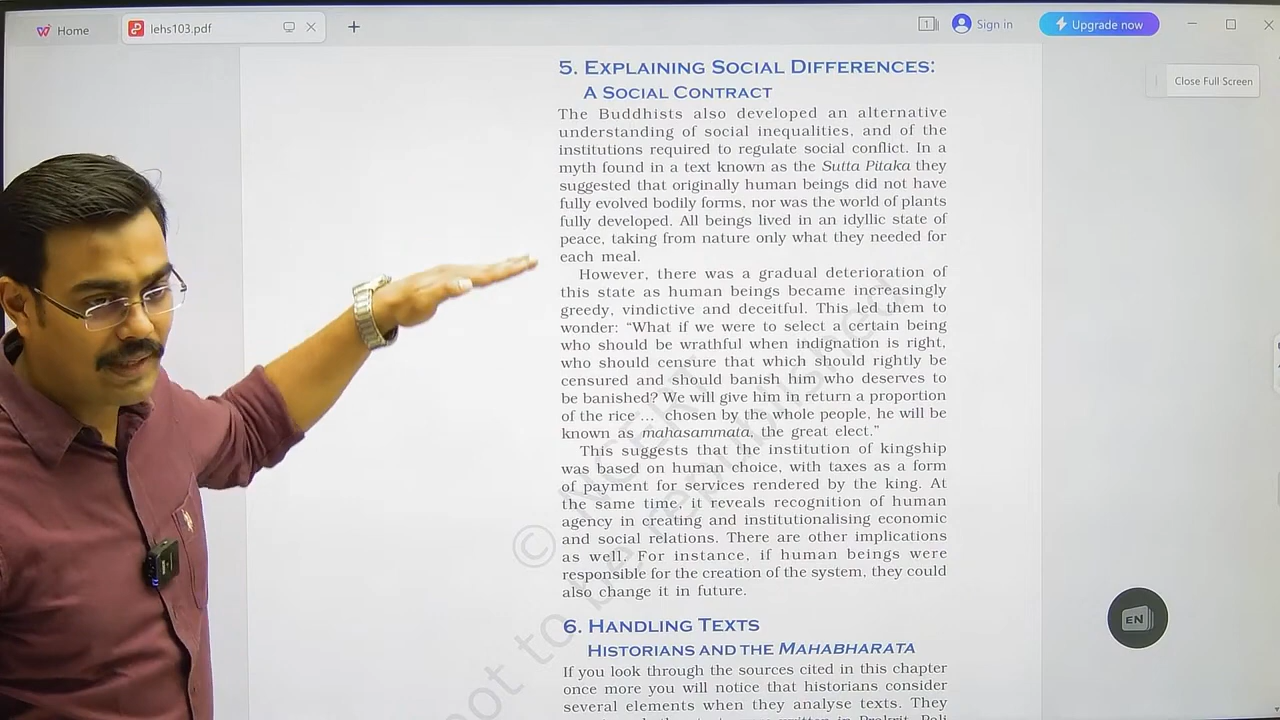 Home
lehs103.pdf
1
Sign in
Upgrade now
Close Full Screen
5. EXPLAINING SOCIAL DIFFERENCES:
A SOCIAL CONTRACT
The Buddhists also developed an alternative
understanding of social inequalities, and of the
institutions required to regulate social conflict. In a
myth found in a text known as the Sutta Pitaka they
suggested that originally human beings did not have
fully evolved bodily forms, nor was the world of plants
fully developed. All beings lived in an idyllic state of
peace, taking from nature only what they needed for
each meal.
However, there was a gradual deterioration of
this state as human beings became increasingly
greedy, vindictive and deceitful. This led them to
wonder: “What if we were to select a certain being
who should be wrathful when indignation is right,
who should censure that which should rightly be
censured and should banish him who deserves to
be banished? We will give him in return a proportion
of the rice ... chosen by the whole people, he will be
known as mahasammata, the great elect.”
This suggests that the institution of kingship
was based on human choice, with taxes as a form
of payment for services rendered by the king. At
the same time, it reveals recognition of human
agency in creating and institutionalising economic
and social relations. There are other implications
as well. For instance, if human beings were
responsible for the creation of the system, they could
also change it in future.
EN
6. HANDLING TEXTS
HISTORIANS AND THE MAHABHARATA
If you look through the sources cited in this chapter
once more you will notice that historians consider
several elements when they analyse texts. They
© NCERT
not to be republished